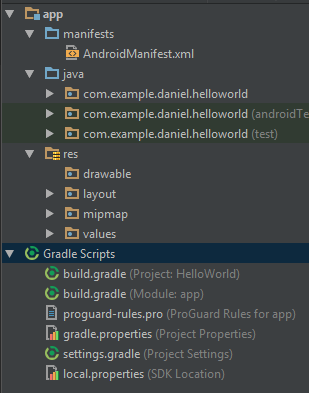 app
manifests
AndroidManifest.xml
java
com.example.daniel.helloworld
com.example.daniel.helloworld (androidTe
com.example.daniel.helloworld (test)
res
drawable
layout
mipmap
values
Gradle Scripts
build.gradle (Project: HelloWorld)
build.gradle (Module: app)
proguard-rules.pro (ProGuard Rules for app)
gradle.properties (Project Properties)
settings.gradle (Project Settings)
local.properties (SDK Location)